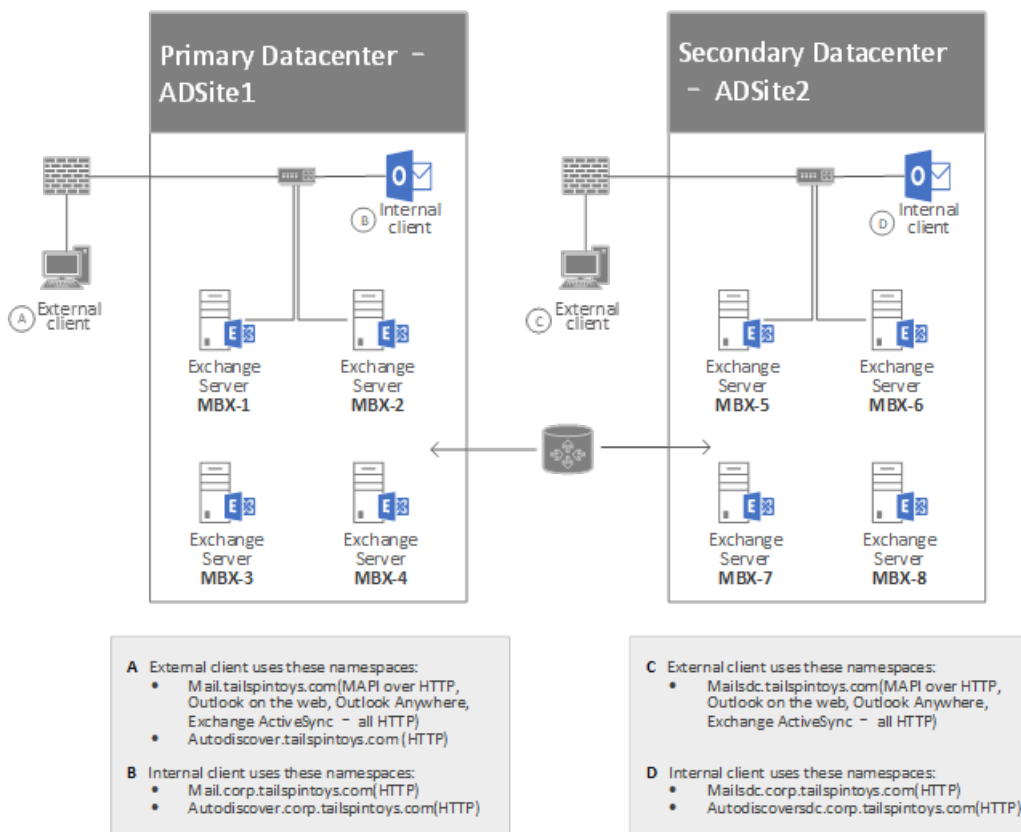 Primary Datacenter –
ADSite1
Secondary Datacenter
– ADSite2
Internal
client
B
External
client
A
Exchange
Server
MBX-1
Exchange
Server
MBX-2
Exchange
Server
MBX-3
Exchange
Server
MBX-4
Internal
client
D
External
client
C
Exchange
Server
MBX-5
Exchange
Server
MBX-6
Exchange
Server
MBX-7
Exchange
Server
MBX-8
A External client uses these namespaces:
• Mail.tailspintoys.com(MAPI over HTTP,
Outlook on the web, Outlook Anywhere,
Exchange ActiveSync – all HTTP)
• Autodiscover.tailspintoys.com (HTTP)
B Internal client uses these namespaces:
• Mail.corp.tailspintoys.com(HTTP)
• Autodiscover.corp.tailspintoys.com(HTTP)
C External client uses these namespaces:
• Mailsdc.tailspintoys.com(MAPI over HTTP,
Outlook on the web, Outlook Anywhere,
Exchange ActiveSync – all HTTP)
D Internal client uses these namespaces:
• Mailsdc.corp.tailspintoys.com(HTTP)
• Autodiscoversdc.corp.tailspintoys.com(HTTP)